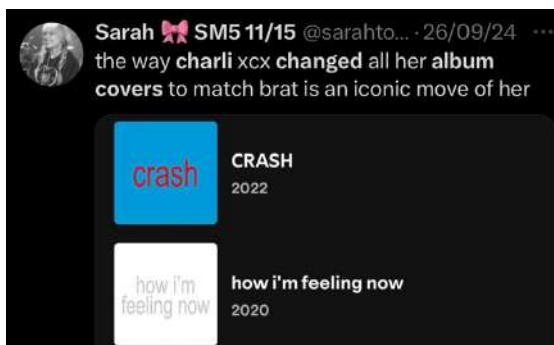 Sarah 🎀 SM5 11/15 @sarahto... · 26/09/24 ...
the way charli xcx changed all her album
covers to match brat is an iconic move of her
crash
CRASH
2022
how i'm
feeling now
how i'm feeling now
2020